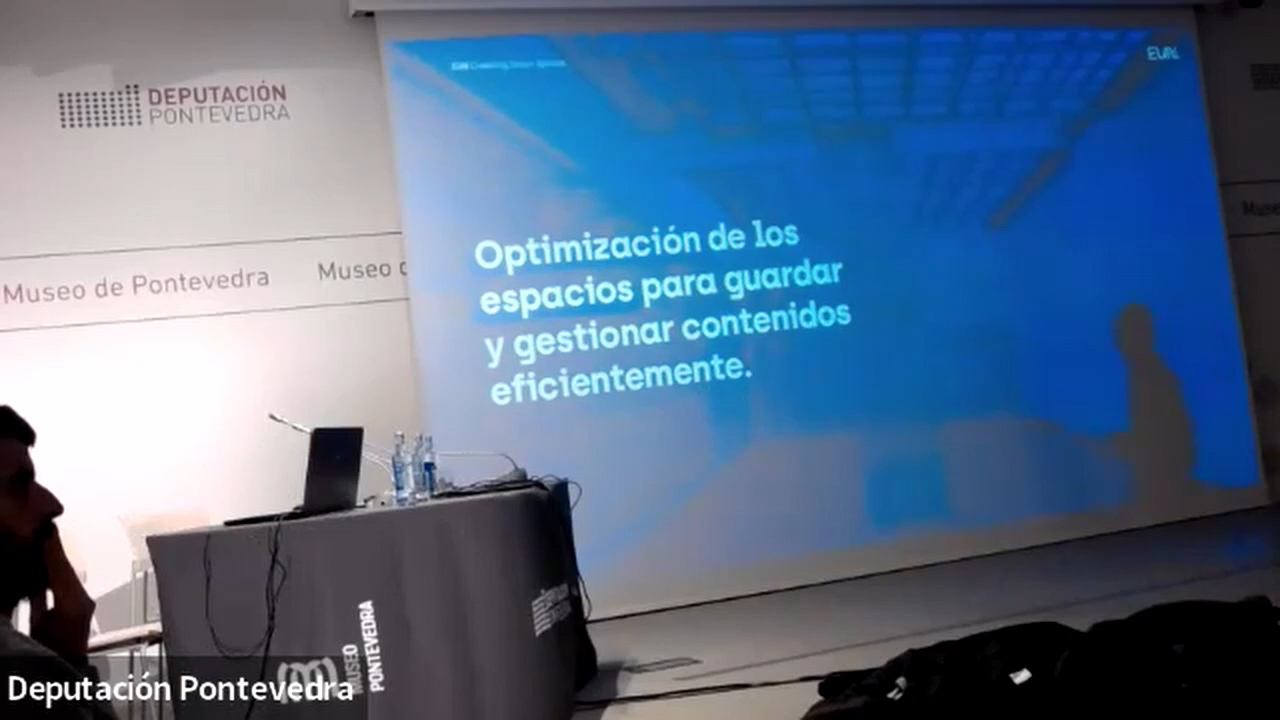 DEPUTACIÓN
PONTEVEDRA
Museo de Pontevedra
Museo
EUN.
Optimización de los
espacios para guardar
y gestionar contenidos
eficientemente.
MUSEO
PONTEVEDRA
Deputación Pontevedra